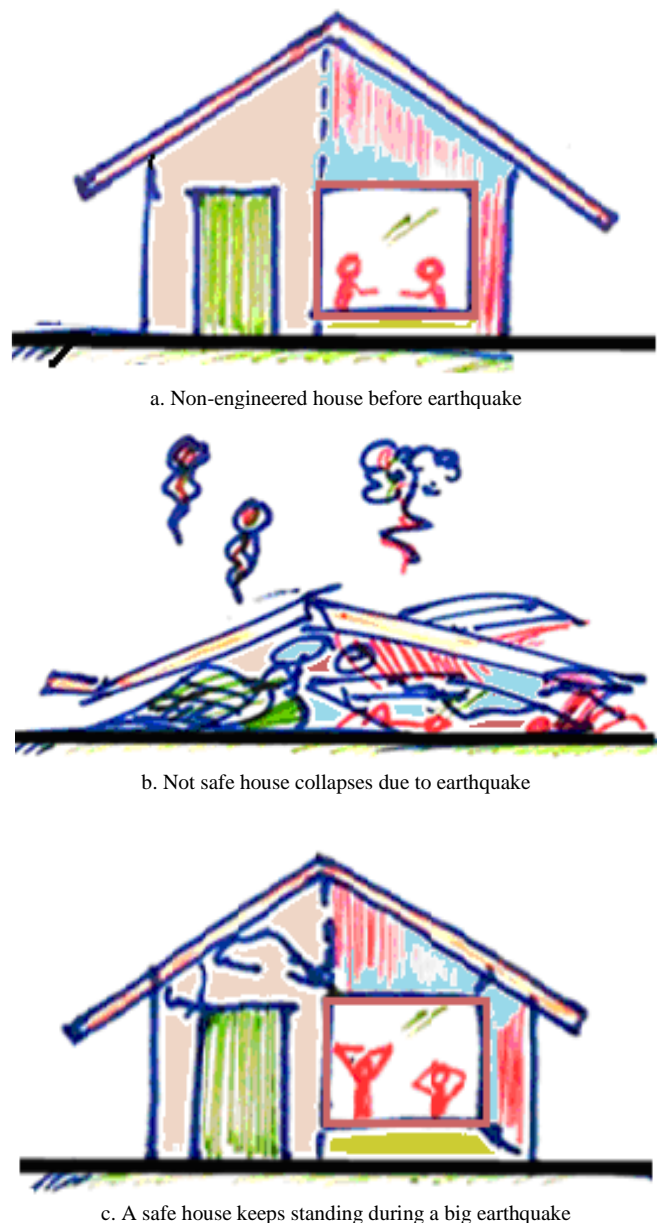 a. Non-engineered house before earthquake
b. Not safe house collapses due to earthquake
c. A safe house keeps standing during a big earthquake